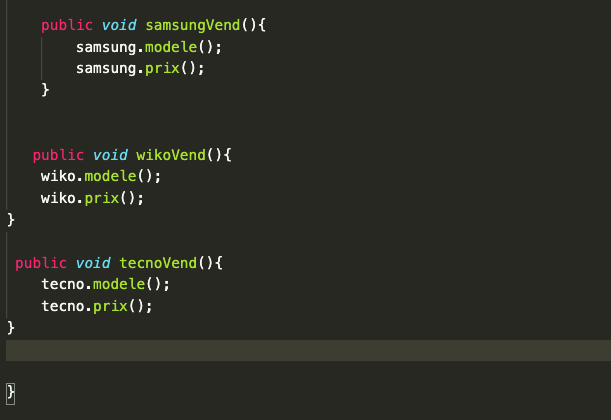 public void samsungVend(){
samsung.modele();
samsung.prix();
}
public void wikoVend(){
wiko.modele();
wiko.prix();
}
public void tecnoVend(){
tecno.modele();
tecno.prix();
}
}